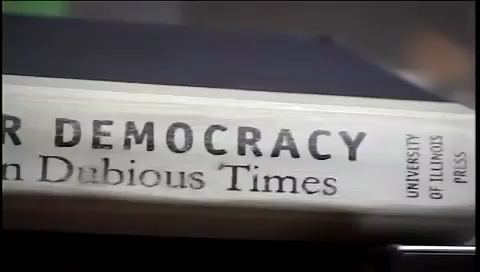 R DEMOCRACY
n Dubious Times
UNIVERSITY
OF ILLINOIS
PRESS